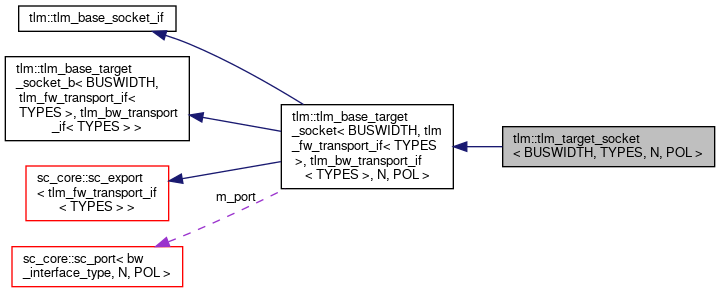 tlm::tlm_base_socket_if
tlm::tlm_base_target
_socket_b< BUSWIDTH,
tlm_fw_transport_if<
TYPES >, tlm_bw_transport
_if< TYPES > >
sc_core::sc_export
< tlm_fw_transport_if
< TYPES > >
sc_core::sc_port< bw
_interface_type, N, POL >
m_port
tlm::tlm_base_target
_socket< BUSWIDTH, tlm
_fw_transport_if< TYPES
>, tlm_bw_transport_if
< TYPES >, N, POL >
tlm::tlm_target_socket
< BUSWIDTH, TYPES, N, POL >